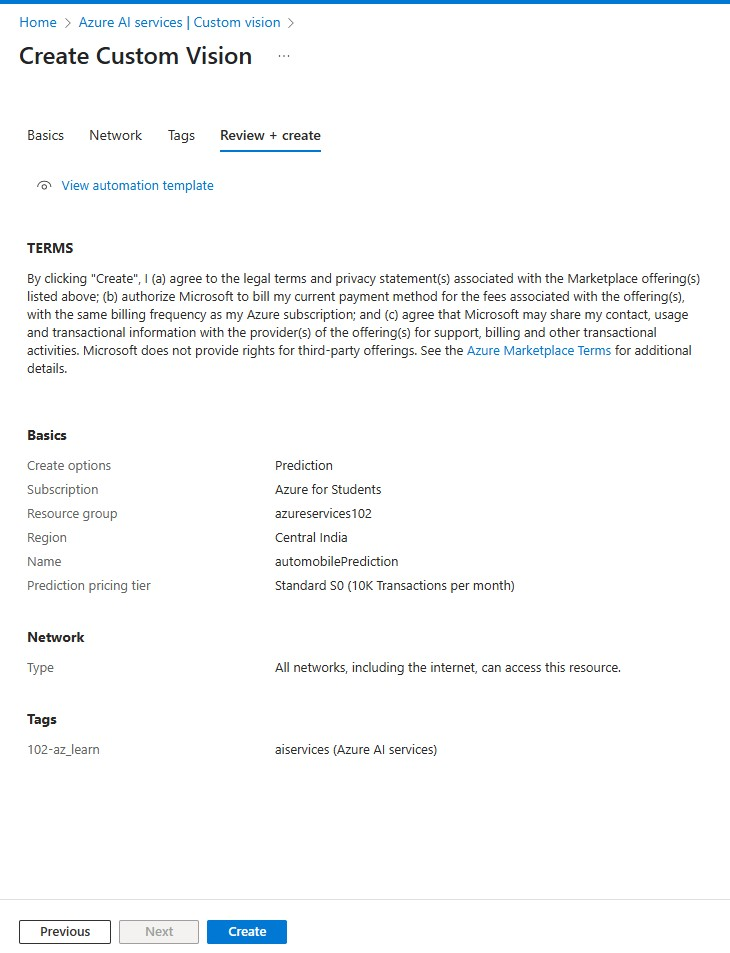 Home > Azure AI services | Custom vision >
Create Custom Vision ...
Basics Network Tags Review + create
View automation template
TERMS
By clicking "Create", I (a) agree to the legal terms and privacy statement(s) associated with the Marketplace offering(s)
listed above; (b) authorize Microsoft to bill my current payment method for the fees associated with the offering(s),
with the same billing frequency as my Azure subscription; and (c) agree that Microsoft may share my contact, usage
and transactional information with the provider(s) of the offering(s) for support, billing and other transactional
activities. Microsoft does not provide rights for third-party offerings. See the Azure Marketplace Terms for additional
details.
Basics
Create options Prediction
Subscription Azure for Students
Resource group azureservices102
Region Central India
Name automobilePrediction
Prediction pricing tier Standard S0 (10K Transactions per month)
Network
Type All networks, including the internet, can access this resource.
Tags
102-az_learn aiservices (Azure AI services)
Previous Next Create